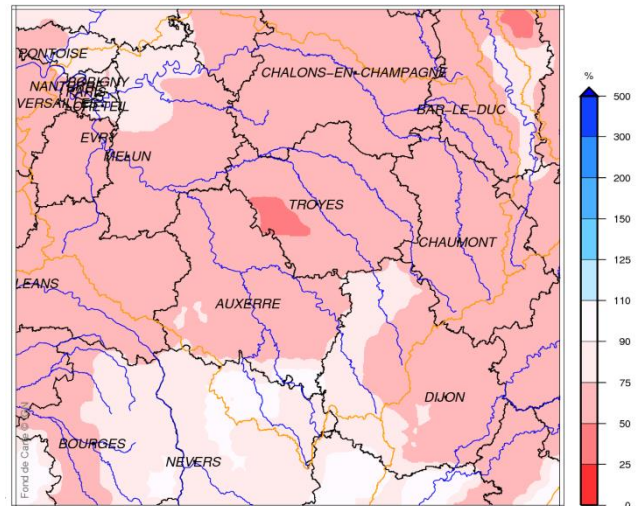 PONTOISE
CHALONS-EN-CHAMPAGNE
BOBIGNY
NANTERRE
PARIS
VERSAILLES
CRETEIL
BAR-LE-DUC
EVRY
MELUN
TROYES
CHAUMONT
LEANS
AUXERRE
DIJON
BOURGES
NEVERS
Fond de Carte © IGN
%
500
300
200
150
125
110
90
75
50
25
0